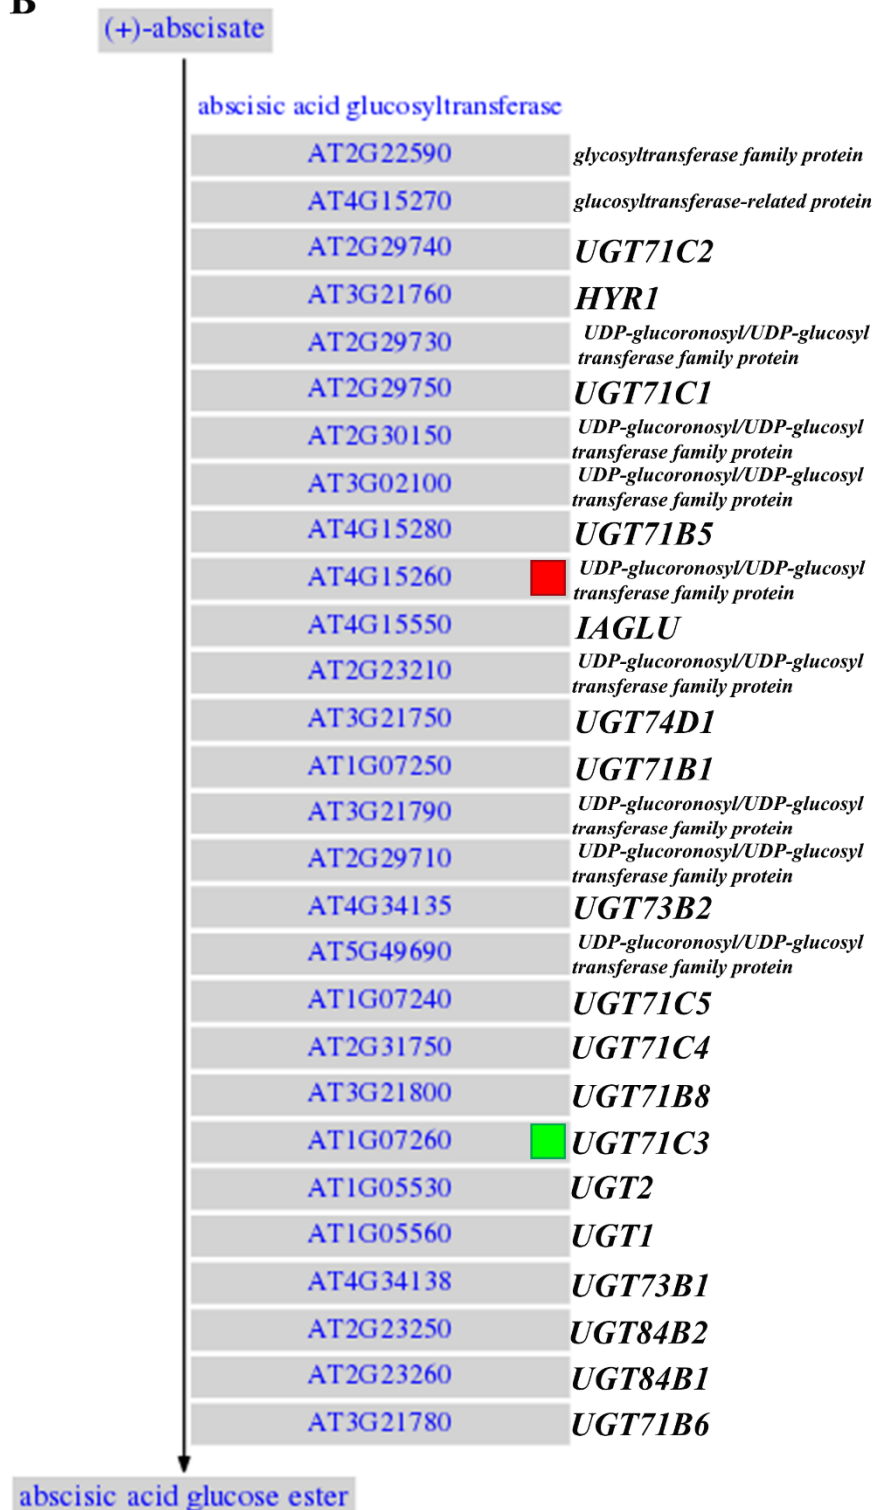 B
(+)-abscisate
abscisic acid glucosyltransferase
AT2G22590 glycosyltransferase family protein
AT4G15270 glucosyltransferase-related protein
AT2G29740 UGT71C2
AT3G21760 HYR1
AT2G29730 UDP-glucoronosyl/UDP-glucosyl
transferase family protein
AT2G29750 UGT71C1
AT2G30150 UDP-glucoronosyl/UDP-glucosyl
transferase family protein
AT3G02100 UDP-glucoronosyl/UDP-glucosyl
transferase family protein
AT4G15280 UGT71B5
AT4G15260 UDP-glucoronosyl/UDP-glucosyl
transferase family protein
AT4G15550 IAGLU
AT2G23210 UDP-glucoronosyl/UDP-glucosyl
transferase family protein
AT3G21750 UGT74D1
AT1G07250 UGT71B1
AT3G21790 UDP-glucoronosyl/UDP-glucosyl
transferase family protein
AT2G29710 UDP-glucoronosyl/UDP-glucosyl
transferase family protein
AT4G34135 UGT73B2
AT5G49690 UDP-glucoronosyl/UDP-glucosyl
transferase family protein
AT1G07240 UGT71C5
AT2G31750 UGT71C4
AT3G21800 UGT71B8
AT1G07260 UGT71C3
AT1G05530 UGT2
AT1G05560 UGT1
AT4G34138 UGT73B1
AT2G23250 UGT84B2
AT2G23260 UGT84B1
AT3G21780 UGT71B6
abscisic acid glucose ester